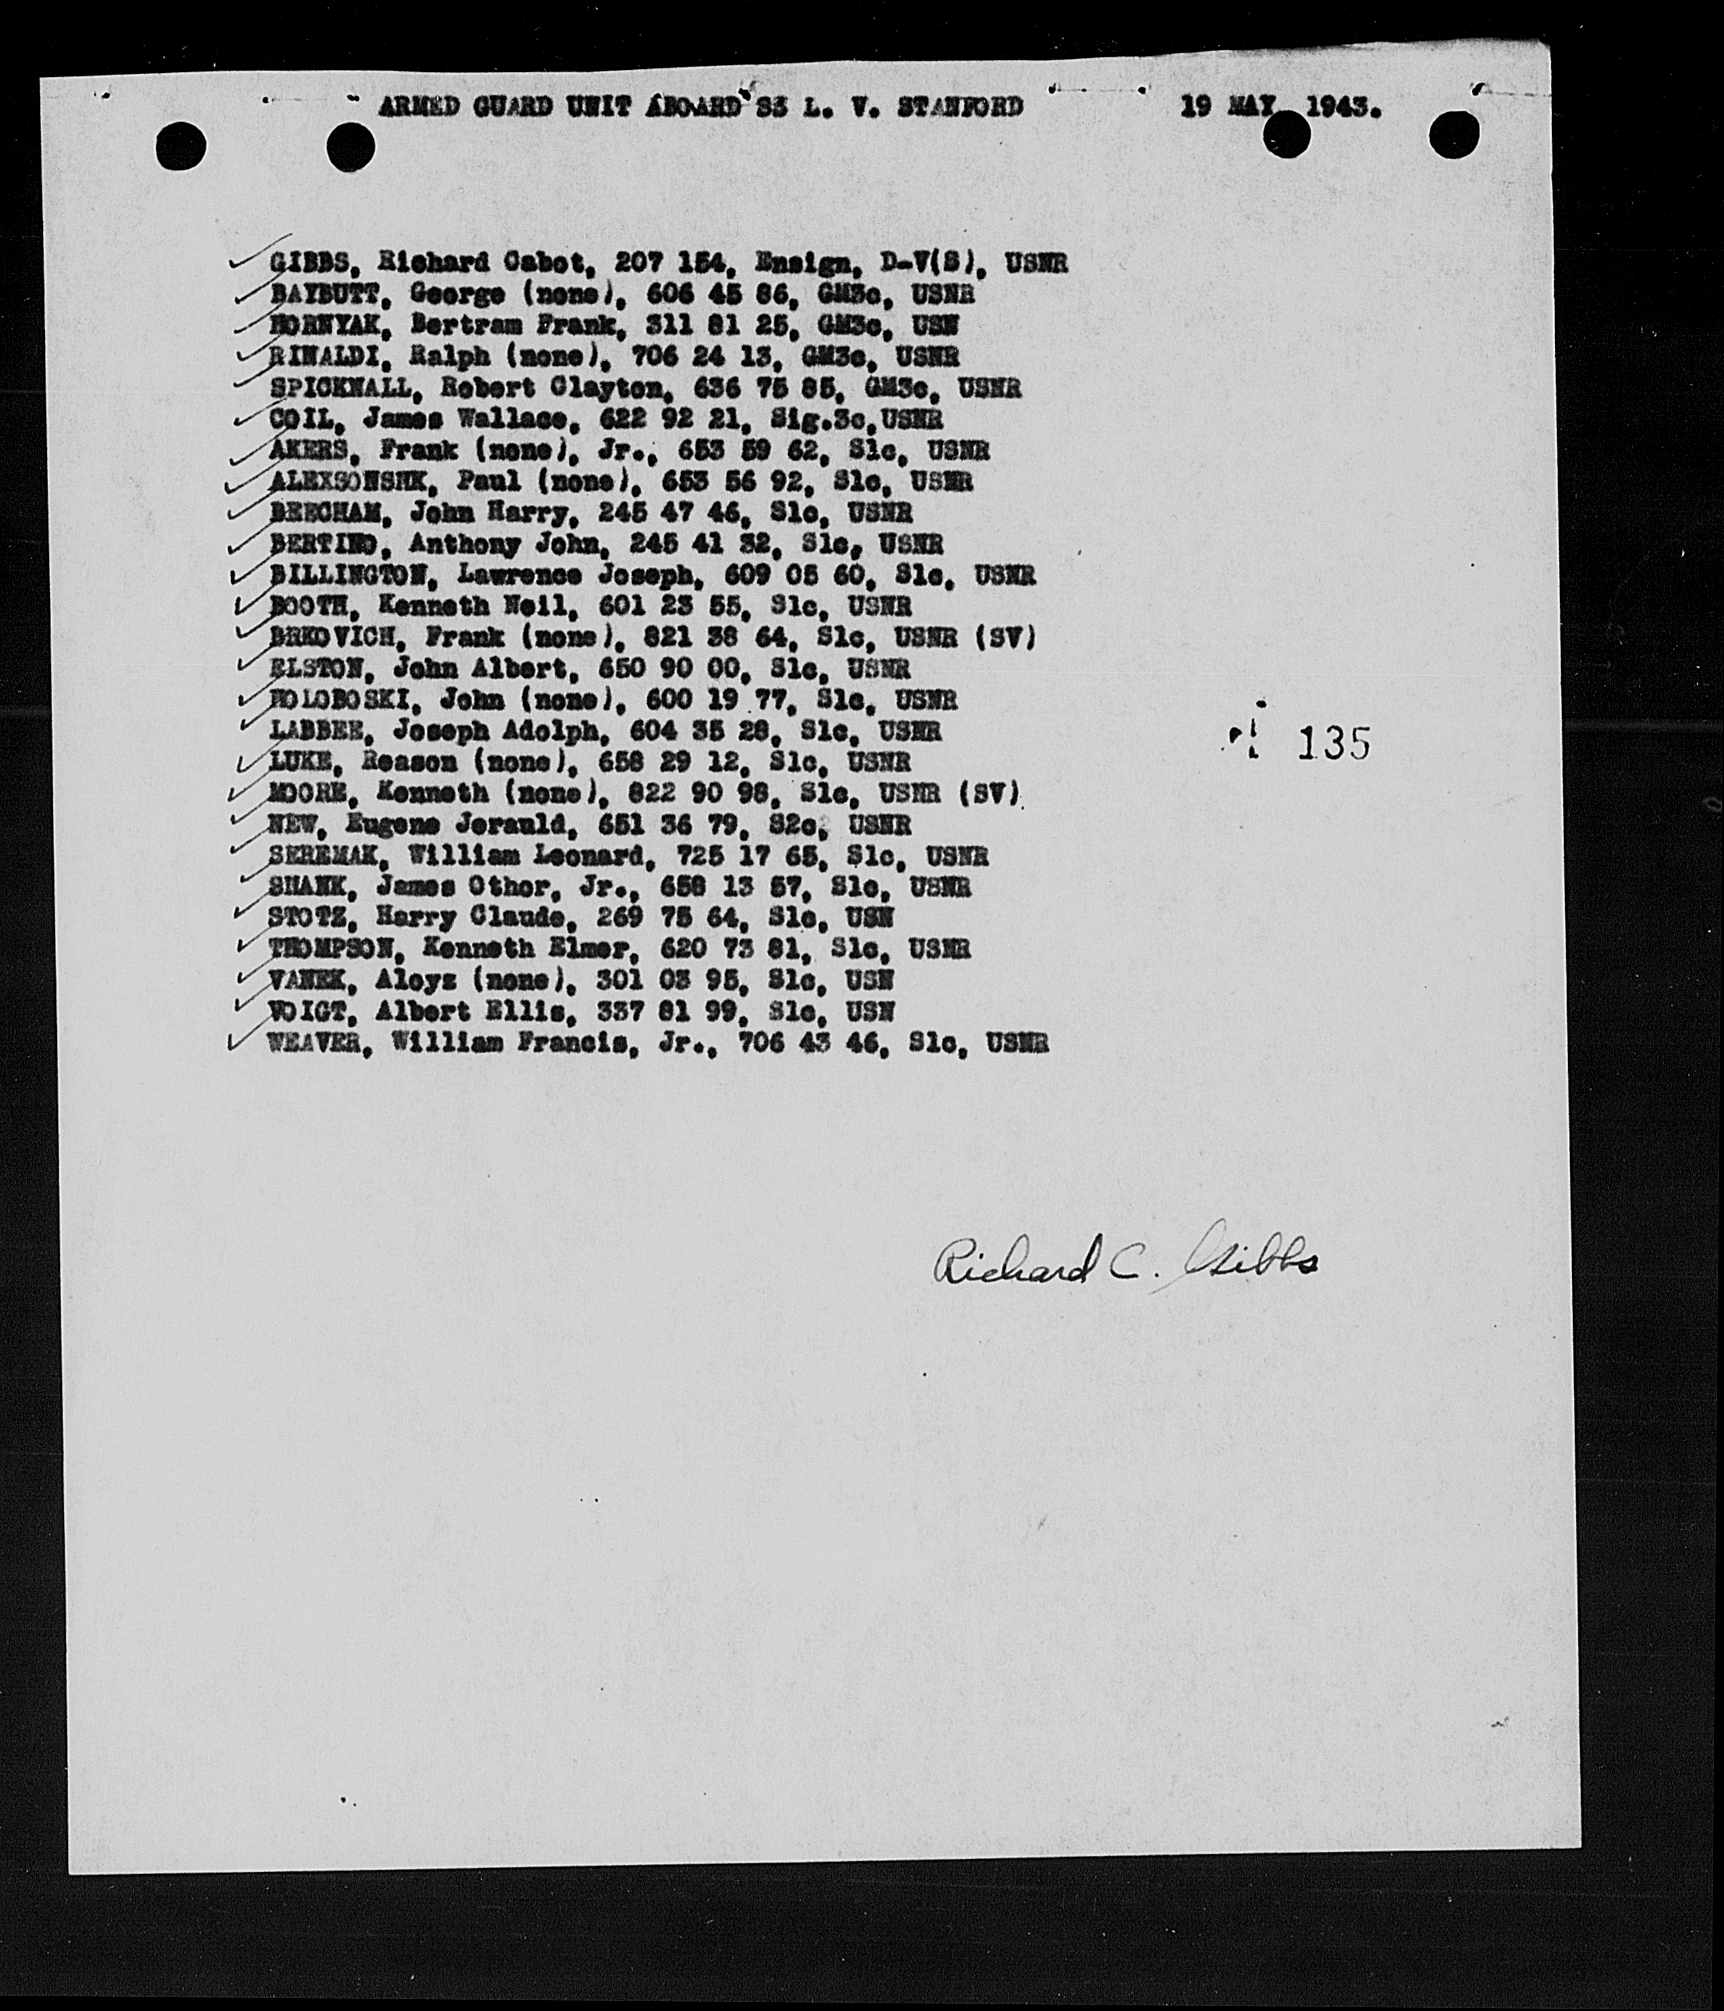 ARMED GUARD UNIT ABOARD SS L. V. STANFORD 19 MAY 1943.
GIBBS, Richard Cabot, 207 154, Ensign, D-V(S), USNR
BAYBUTT, George (none), 606 45 86, GM3c, USNR
HORNYAK, Bertram Frank, 311 81 25, GM3c, USN
RINALDI, Ralph (none), 706 24 13, GM3c, USNR
SPICKNALL, Robert Clayton, 636 75 85, GM3c, USNR
COIL, James Wallace, 622 92 21, Sig.3c,USNR
AKERS, Frank (none), Jr., 653 59 62, S1c, USNR
ALEXSONSHK, Paul (none), 653 56 92, S1c, USNR
BEECHAM, John Harry, 245 47 46, S1c, USNR
BERTINO, Anthony John, 245 41 32, S1c, USNR
BILLINGTON, Lawrence Joseph, 609 05 60, S1c, USNR
BOOTH, Kenneth Neil, 601 23 55, S1c, USNR
BRKOVICH, Frank (none), 821 38 64, S1c, USNR (SV)
ELSTON, John Albert, 650 90 00, S1c, USNR
HOLOBOSKI, John (none), 600 19 77, S1c, USNR
LABBEE, Joseph Adolph, 604 35 28, S1c, USNR
135
LUKE, Reason (none), 658 29 12, S1c, USNR
MOORE, Kenneth (none), 822 90 98, S1c, USNR (SV)
NEW, Eugene Jerauld, 651 36 79, S2c, USNR
SEREMAK, William Leonard, 725 17 65, S1c, USNR
SHANK, James Othor, Jr., 658 13 57, S1c, USNR
STOTZ, Harry Claude, 269 75 64, S1c, USN
THOMPSON, Kenneth Elmer, 620 73 81, S1c, USNR
VANEK, Aloyz (none), 301 03 95, S1c, USN
VOIGT, Albert Ellis, 337 81 99, S1c, USN
WEAVER, William Francis, Jr., 706 43 46, S1c, USNR
Richard C. Gibbs